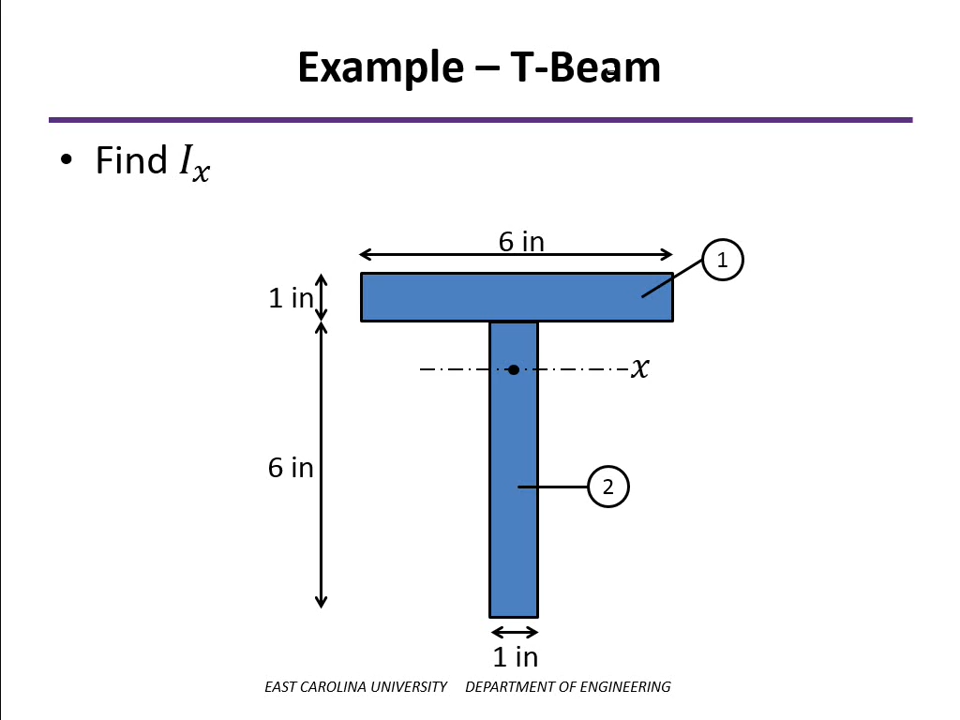 Example – T-Beam
• Find 𝐼ₓ
6 in
1
1 in
x
6 in
2
1 in
EAST CAROLINA UNIVERSITY DEPARTMENT OF ENGINEERING